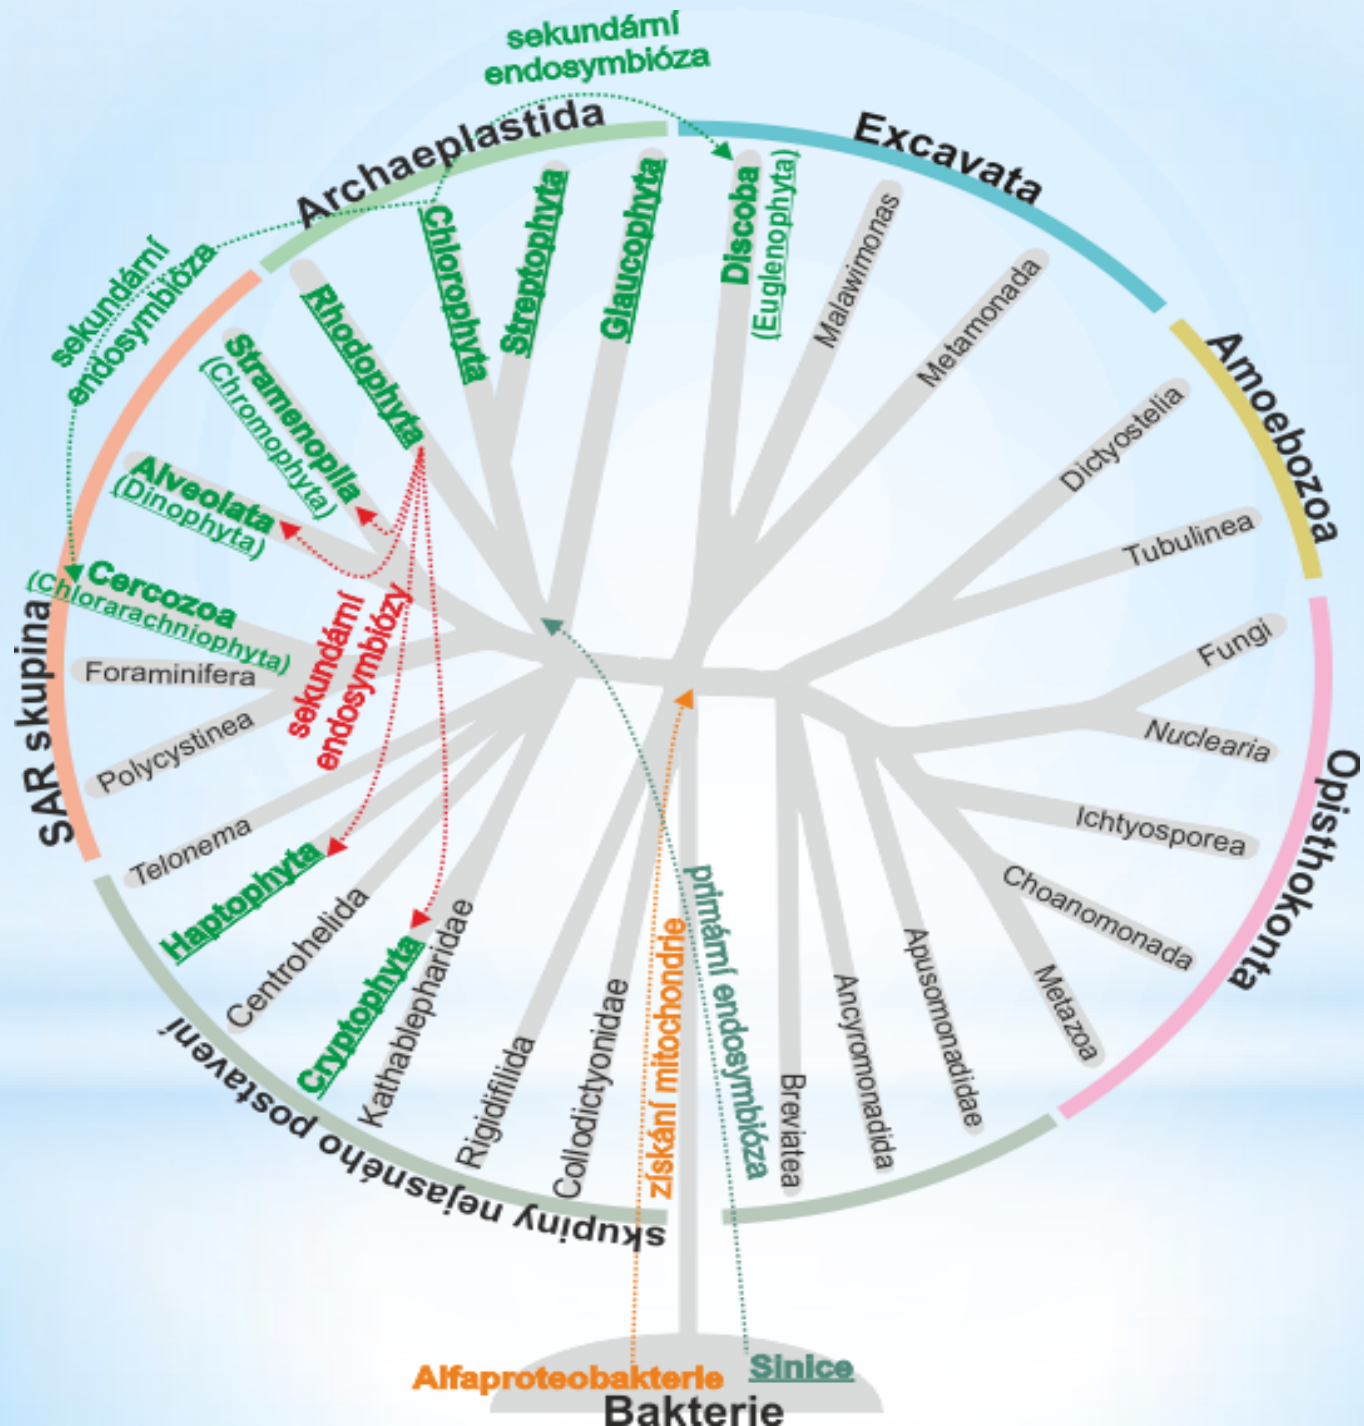 sekundární
endosymbióza
Archaeplastida
Excavata
Amoebozoa
Opisthokonta
skupiny nejasného postavení
SAR skupina
sekundární
endosymbióza
Rhodophyta
Chlorophyta
Streptophyta
Glaucophyta
Discoba
(Euglenophyta)
Malawimonas
Metamonada
Dictyostelia
Tubulinea
Fungi
Nuclearia
Ichtyosporea
Choanomonada
Metazoa
Apusomonadidae
Ancyromonadida
Breviatea
Collodictyonidae
Rigidifilida
Kathablepharidae
Cryptophyta
Centrohelida
Haptophyta
Telonema
Polycystinea
Foraminifera
Cercozoa
(Chlorarachniophyta)
Alveolata
(Dinophyta)
Stramenopila
(Chromophyta)
sekundární
endosymbiózy
získání mitochondrie
primární endosymbióza
Alfaproteobakterie
Sinice
Bakterie